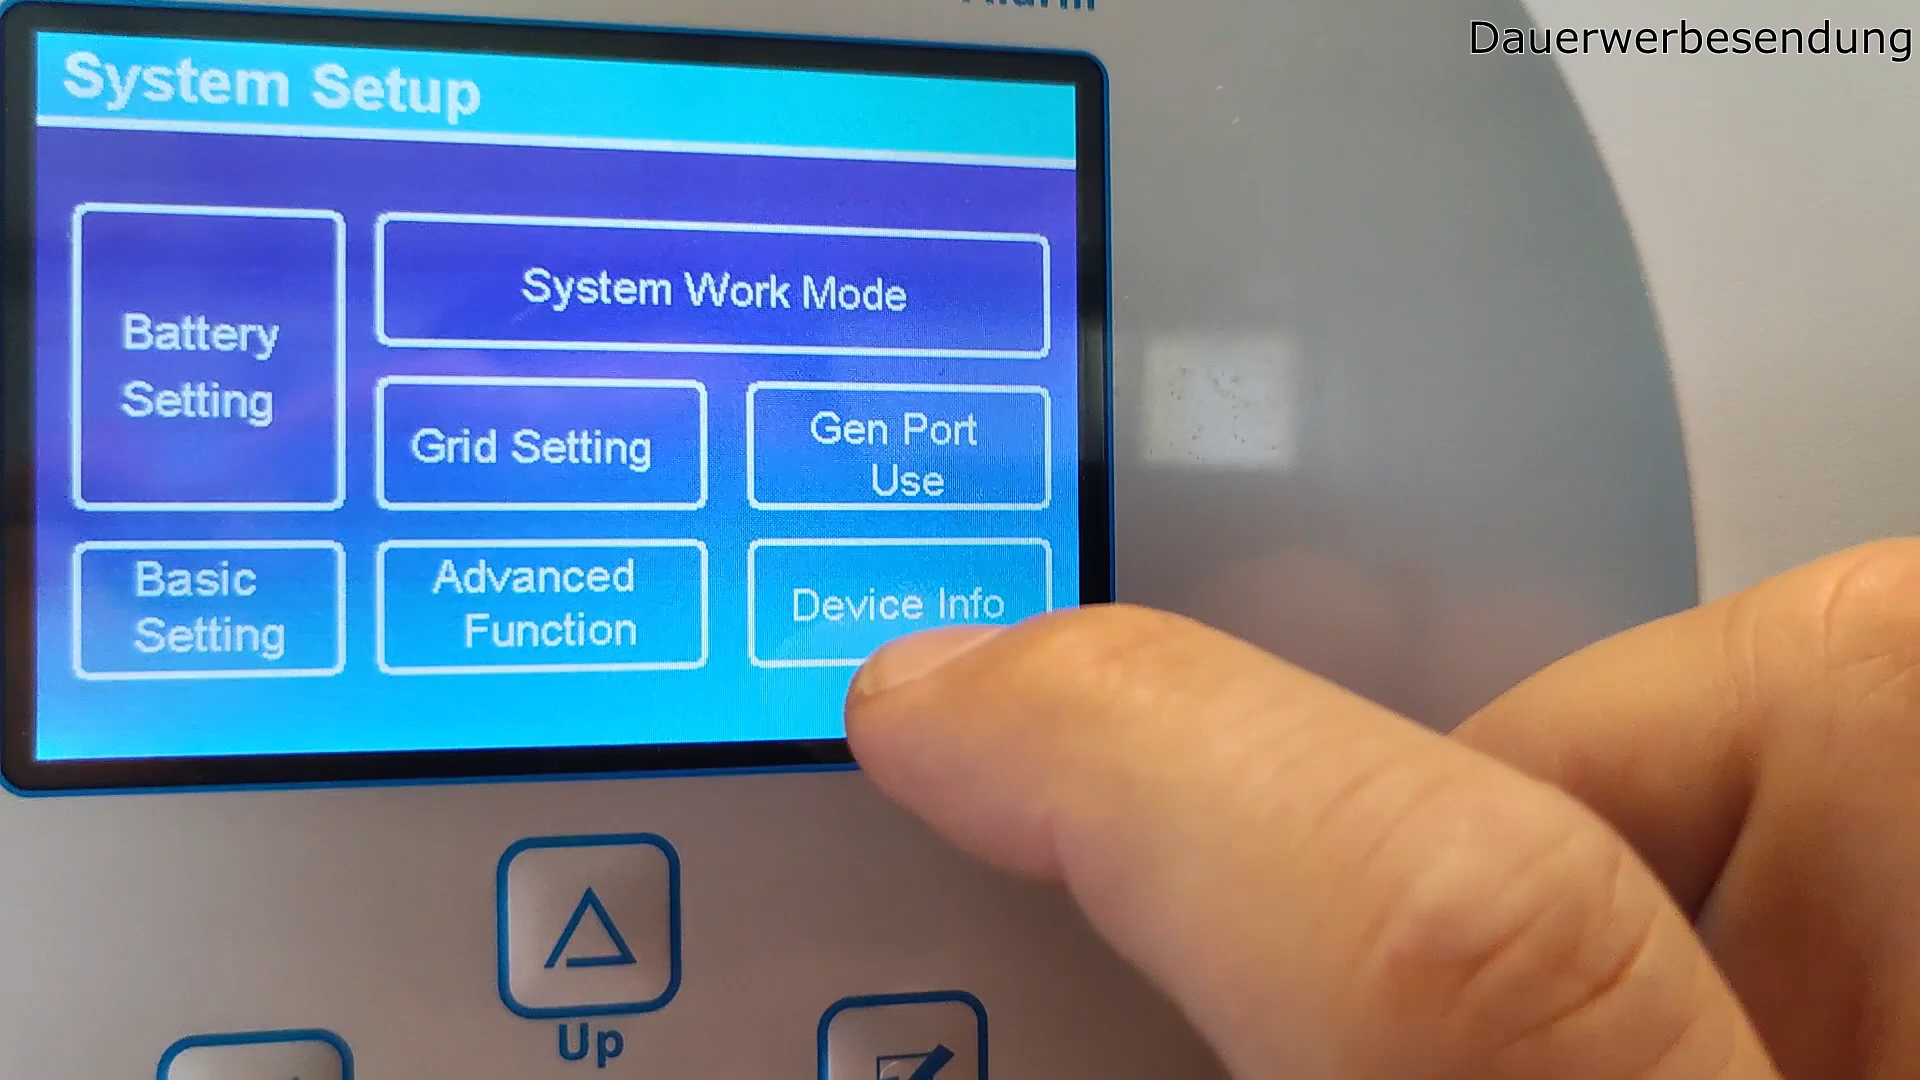 Dauerwerbesendung
System Setup
System Work Mode
Battery
Setting
Grid Setting
Gen Port
Use
Basic
Setting
Advanced
Function
Device Info
Up